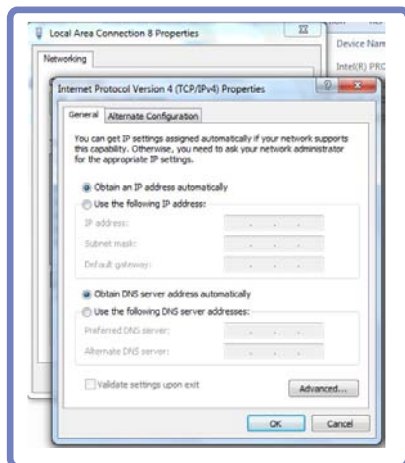 Local Area Connection 8 Properties
Device Nam
Networking
Intel(R) PRO
Internet Protocol Version 4 (TCP/IPv4) Properties
General
Alternate Configuration
You can get IP settings assigned automatically if your network supports
this capability. Otherwise, you need to ask your network administrator
for the appropriate IP settings.
Obtain an IP address automatically
Use the following IP address:
IP address:
Subnet mask:
Default gateway:
Obtain DNS server address automatically
Use the following DNS server addresses:
Preferred DNS server:
Alternate DNS server:
Validate settings upon exit
Advanced...
OK
Cancel